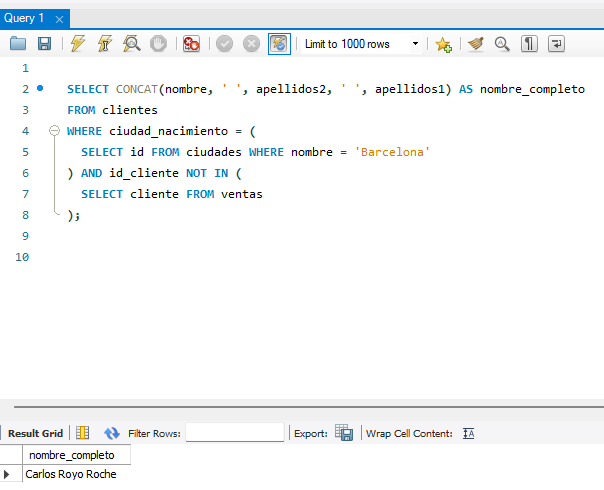 Query 1 ×
Limit to 1000 rows
1
2 SELECT CONCAT(nombre, ' ', apellidos2, ' ', apellidos1) AS nombre_completo
3 FROM clientes
4 WHERE ciudad_nacimiento = (
5 SELECT id FROM ciudades WHERE nombre = 'Barcelona'
6 ) AND id_cliente NOT IN (
7 SELECT cliente FROM ventas
8 );
9
10
Result Grid Filter Rows: Export: Wrap Cell Content:
nombre_completo
Carlos Royo Roche